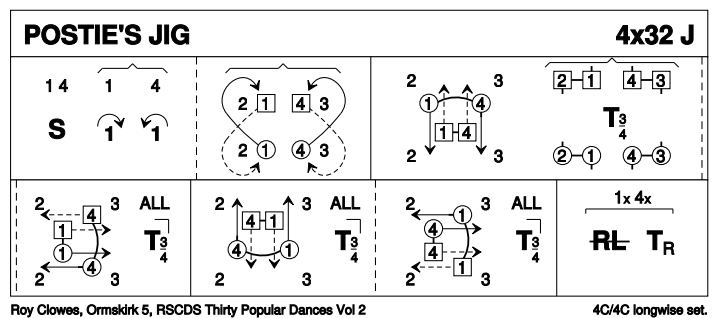 POSTIE'S JIG 4x32 J
1 4 1 4
S 1 1
2 1 4 3
2 1 4 3
2 3
1 4
1 4
2 3
2 1 4 3
T 3/4
2 1 4 3
2 4 3 ALL
1
T 3/4
1
2 4 3
2 3 ALL
4 1
T 3/4
4 1
2 3
2 1 3 ALL
4
T 3/4
4
2 1 3
1x 4x
RL TR
Roy Clowes, Ormskirk 5, RSCDS Thirty Popular Dances Vol 2 4C/4C longwise set.